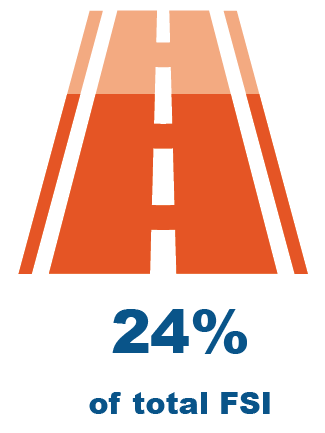 24%
of total FSI